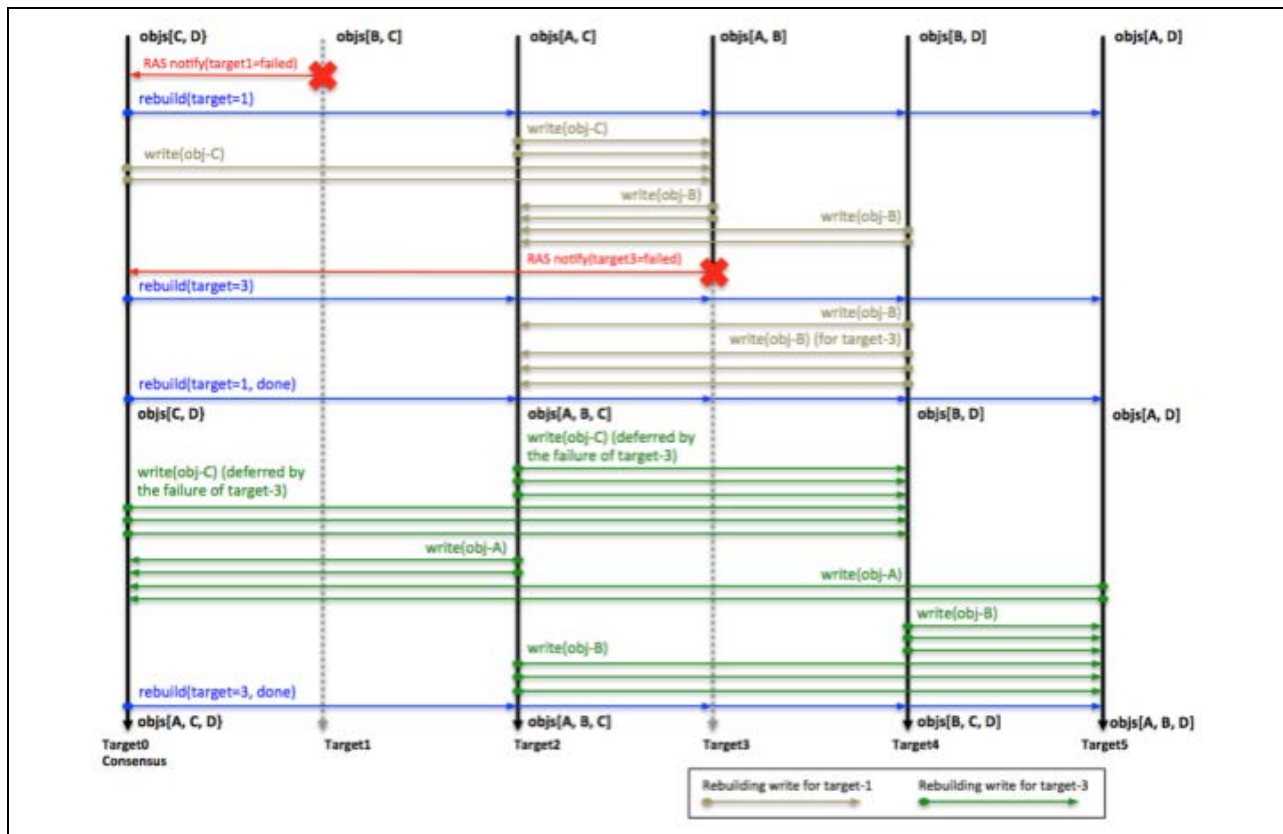 objs[C, D} objs[B, C] objs[A, C] objs[A, B] objs[B, D] objs[A, D]
RAS notify(target1=failed)
rebuild(target=1)
write(obj-C)
write(obj-C)
write(obj-B)
write(obj-B)
RAS notify(target3=failed)
rebuild(target=3)
write(obj-B)
write(obj-B) (for target-3)
rebuild(target=1, done)
objs[C, D} objs[A, B, C] objs[B, D] objs[A, D]
write(obj-C) (deferred by
the failure of target-3)
write(obj-C) (deferred by
the failure of target-3)
write(obj-A)
write(obj-A)
write(obj-B)
write(obj-B)
rebuild(target=3, done)
objs[A, C, D} objs[A, B, C] objs[B, C, D] objs[A, B, D]
Target0 Target1 Target2 Target3 Target4 Target5
Consensus
Rebuilding write for target-1 Rebuilding write for target-3